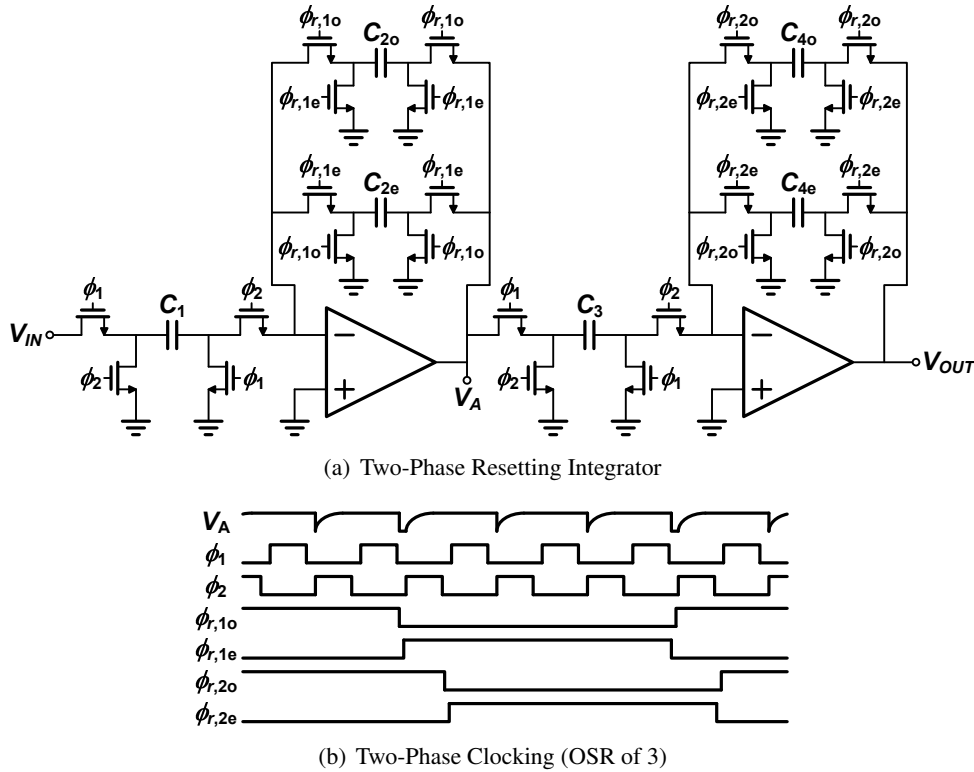 ϕr,1o ϕr,1o ϕr,2o ϕr,2o
C2o C4o
ϕr,1e ϕr,1e ϕr,2e ϕr,2e
ϕr,1e ϕr,1e ϕr,2e ϕr,2e
C2e C4e
ϕr,1o ϕr,1o ϕr,2o ϕr,2o
ϕ1 C1 ϕ2 ϕ1 C3 ϕ2
VIN − − VOUT
ϕ2 ϕ1 + VA ϕ2 ϕ1 +
(a) Two-Phase Resetting Integrator
VA
ϕ1
ϕ2
ϕr,1o
ϕr,1e
ϕr,2o
ϕr,2e
(b) Two-Phase Clocking (OSR of 3)